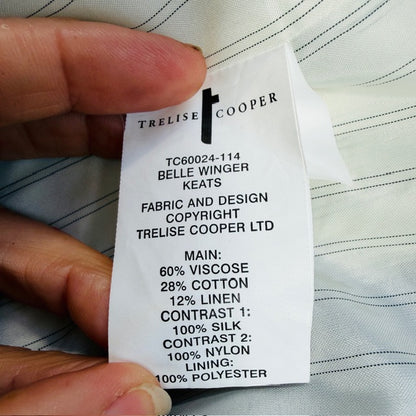 TRELISE COOPER
TC60024-114
BELLE WINGER
KEATS
FABRIC AND DESIGN
COPYRIGHT
TRELISE COOPER LTD
MAIN:
60% VISCOSE
28% COTTON
12% LINEN
CONTRAST 1:
100% SILK
CONTRAST 2:
100% NYLON
LINING:
100% POLYESTER